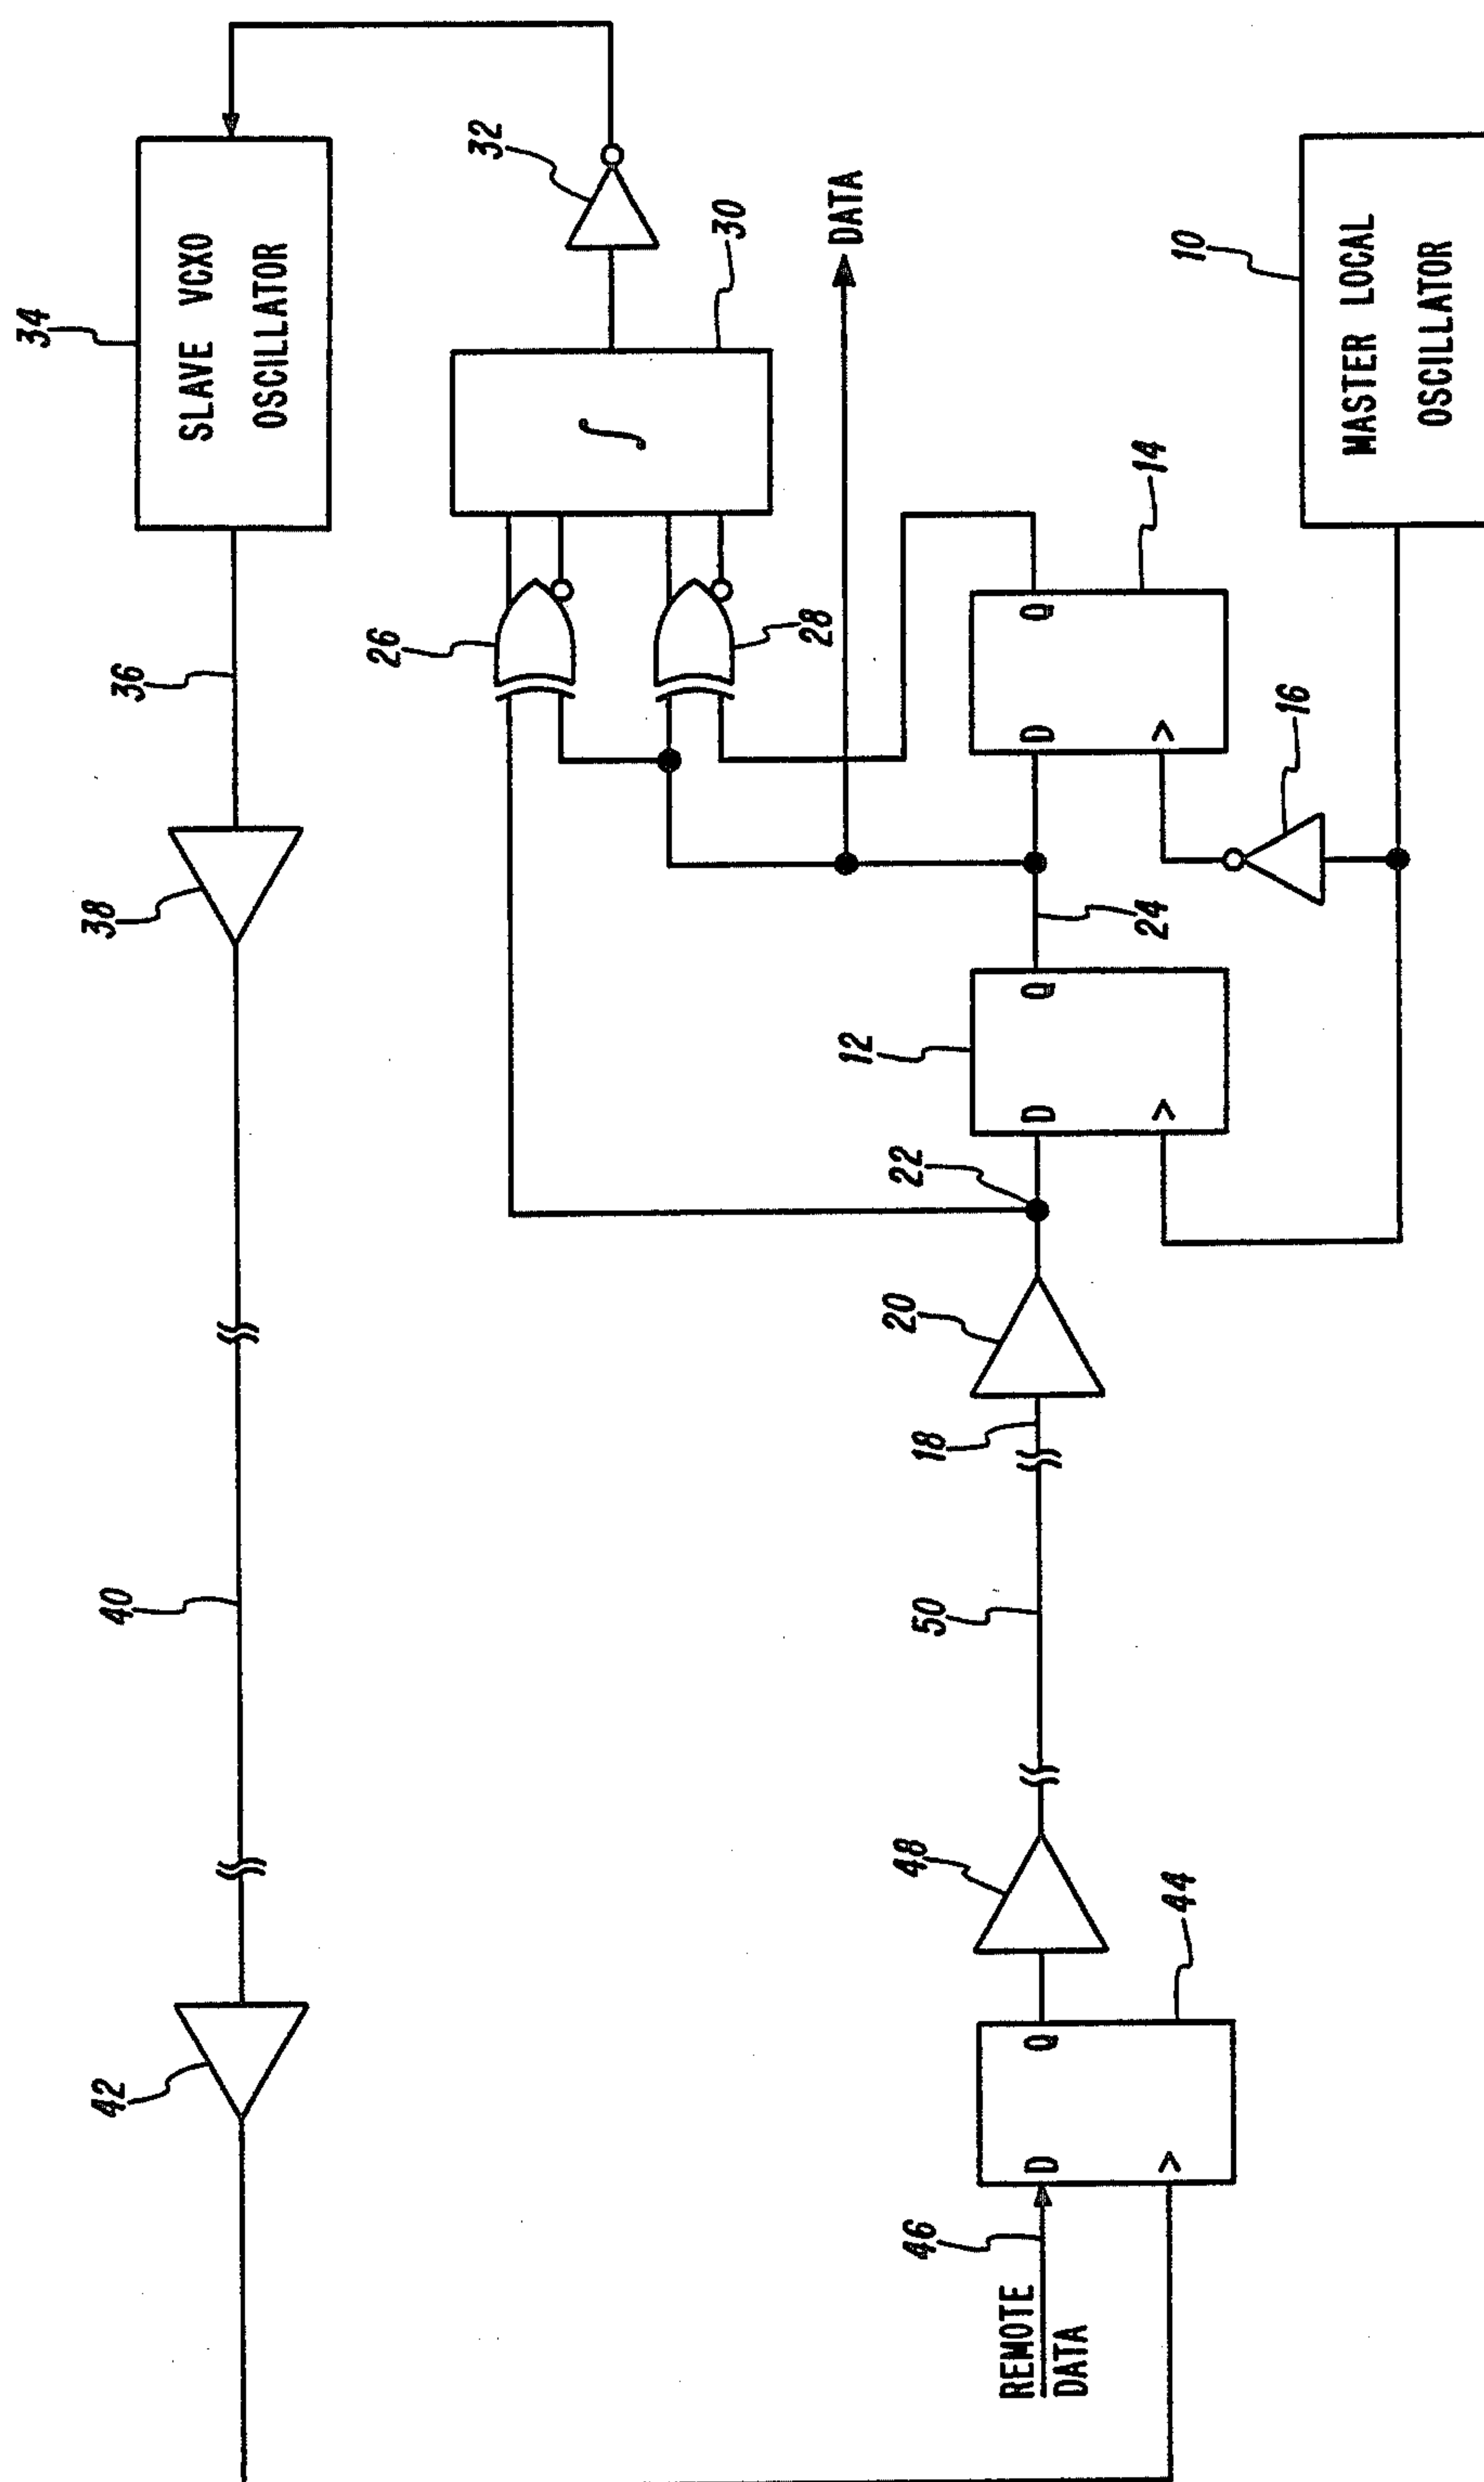 34
SLAVE VCXO
OSCILLATOR
36
38
40
42
32
30
∫
26
28
DATA
22
12
D
Q
24
14
D
Q
16
10
MASTER LOCAL
OSCILLATOR
20
18
50
48
44
D
Q
46
REMOTE
DATA